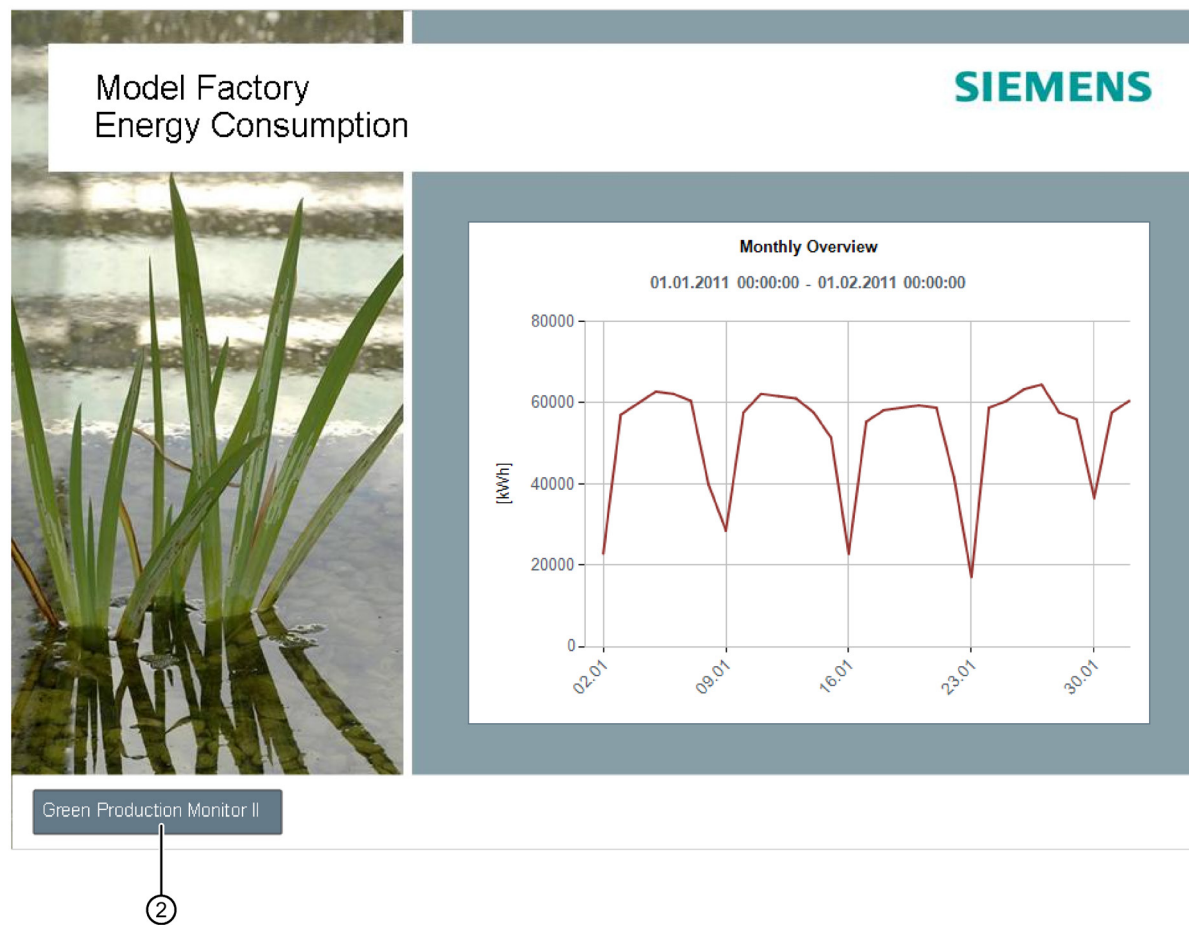 Model Factory
Energy Consumption
SIEMENS
Monthly Overview
01.01.2011 00:00:00 - 01.02.2011 00:00:00
80000
60000
40000
20000
0
[kWh]
02.01
09.01
16.01
23.01
30.01
Green Production Monitor II
2